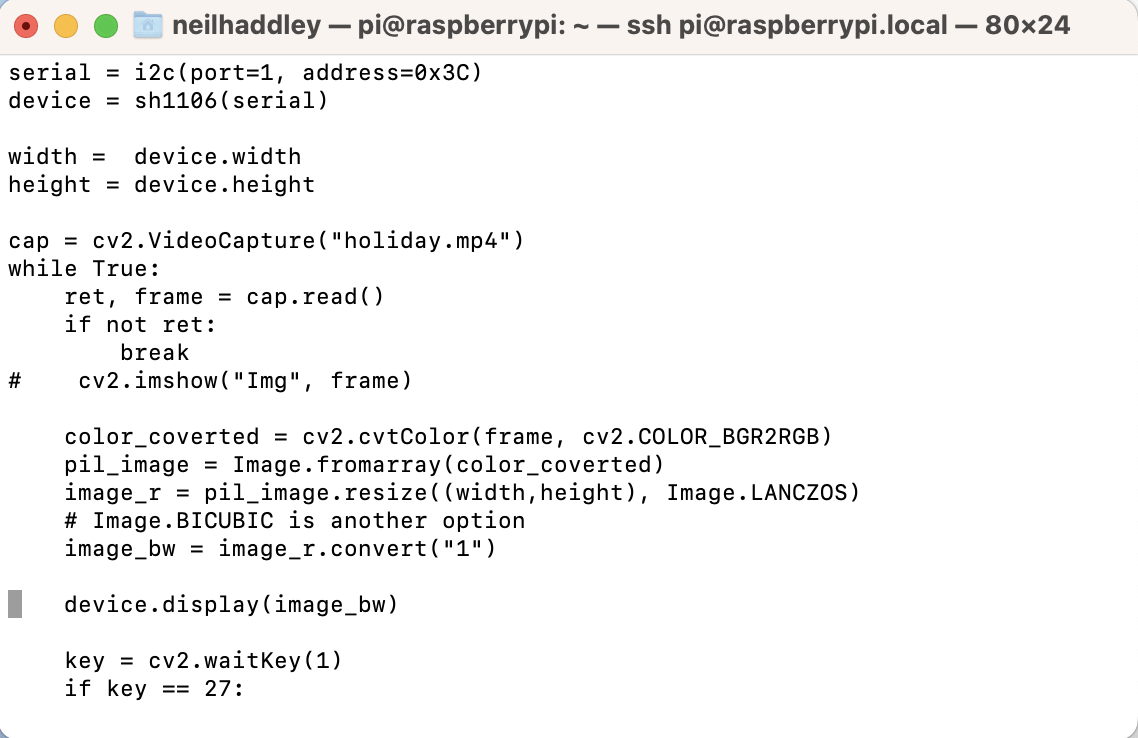 neilhaddley — pi@raspberrypi: ~ — ssh pi@raspberrypi.local — 80×24
serial = i2c(port=1, address=0x3C)
device = sh1106(serial)

width =  device.width
height = device.height

cap = cv2.VideoCapture("holiday.mp4")
while True:
    ret, frame = cap.read()
    if not ret:
        break
#    cv2.imshow("Img", frame)

    color_coverted = cv2.cvtColor(frame, cv2.COLOR_BGR2RGB)
    pil_image = Image.fromarray(color_coverted)
    image_r = pil_image.resize((width,height), Image.LANCZOS)
    # Image.BICUBIC is another option
    image_bw = image_r.convert("1")

    device.display(image_bw)

    key = cv2.waitKey(1)
    if key == 27: